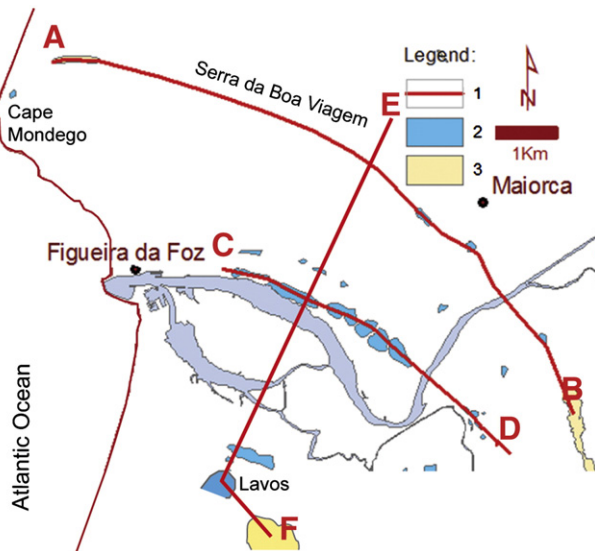 A
Serra da Boa Viagem
Legend:
E
1
N
Cape
Mondego
2
1Km
3
Maiorca
Figueira da Foz
C
B
Atlantic Ocean
D
Lavos
F